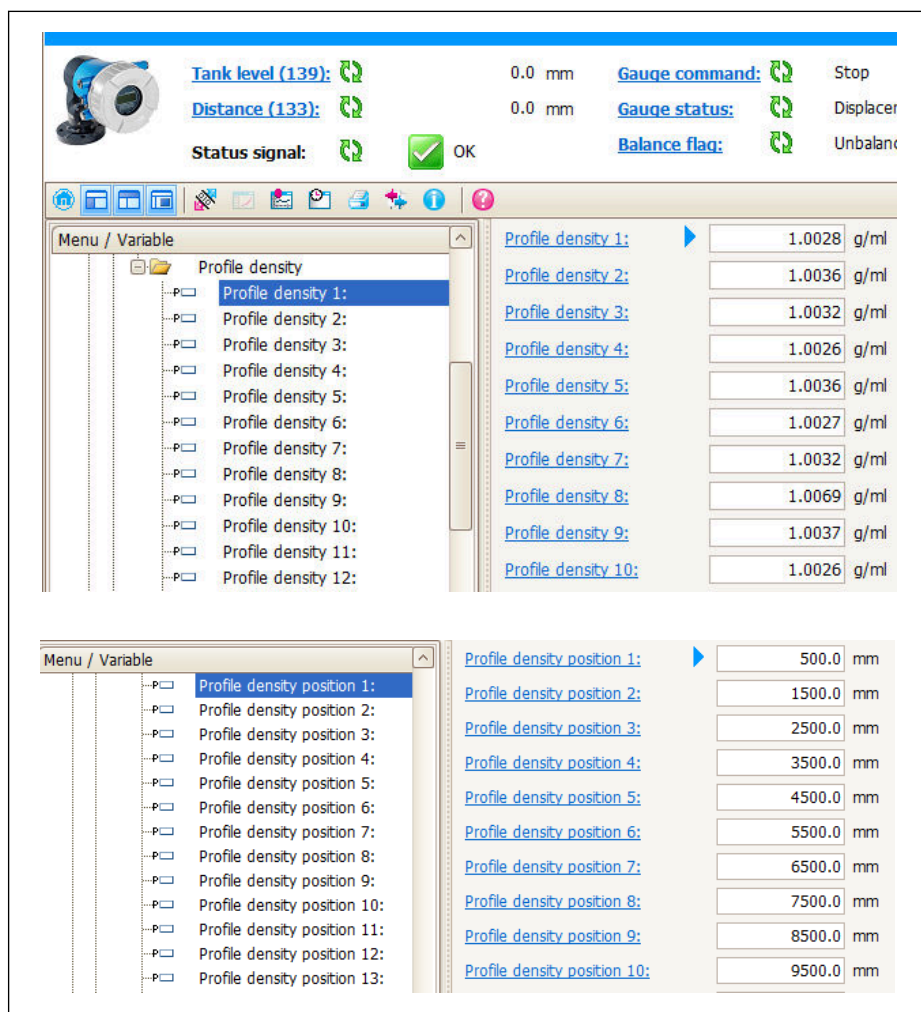 Tank level (139): 0.0 mm Gauge command: Stop
Distance (133): 0.0 mm Gauge status: Displacer
Status signal: OK Balance flag: Unbalanc
Menu / Variable
Profile density
Profile density 1:
Profile density 2:
Profile density 3:
Profile density 4:
Profile density 5:
Profile density 6:
Profile density 7:
Profile density 8:
Profile density 9:
Profile density 10:
Profile density 11:
Profile density 12:
Profile density 1: 1.0028 g/ml
Profile density 2: 1.0036 g/ml
Profile density 3: 1.0032 g/ml
Profile density 4: 1.0026 g/ml
Profile density 5: 1.0036 g/ml
Profile density 6: 1.0027 g/ml
Profile density 7: 1.0032 g/ml
Profile density 8: 1.0069 g/ml
Profile density 9: 1.0037 g/ml
Profile density 10: 1.0026 g/ml
Menu / Variable
Profile density position 1:
Profile density position 2:
Profile density position 3:
Profile density position 4:
Profile density position 5:
Profile density position 6:
Profile density position 7:
Profile density position 8:
Profile density position 9:
Profile density position 10:
Profile density position 11:
Profile density position 12:
Profile density position 13:
Profile density position 1: 500.0 mm
Profile density position 2: 1500.0 mm
Profile density position 3: 2500.0 mm
Profile density position 4: 3500.0 mm
Profile density position 5: 4500.0 mm
Profile density position 6: 5500.0 mm
Profile density position 7: 6500.0 mm
Profile density position 8: 7500.0 mm
Profile density position 9: 8500.0 mm
Profile density position 10: 9500.0 mm